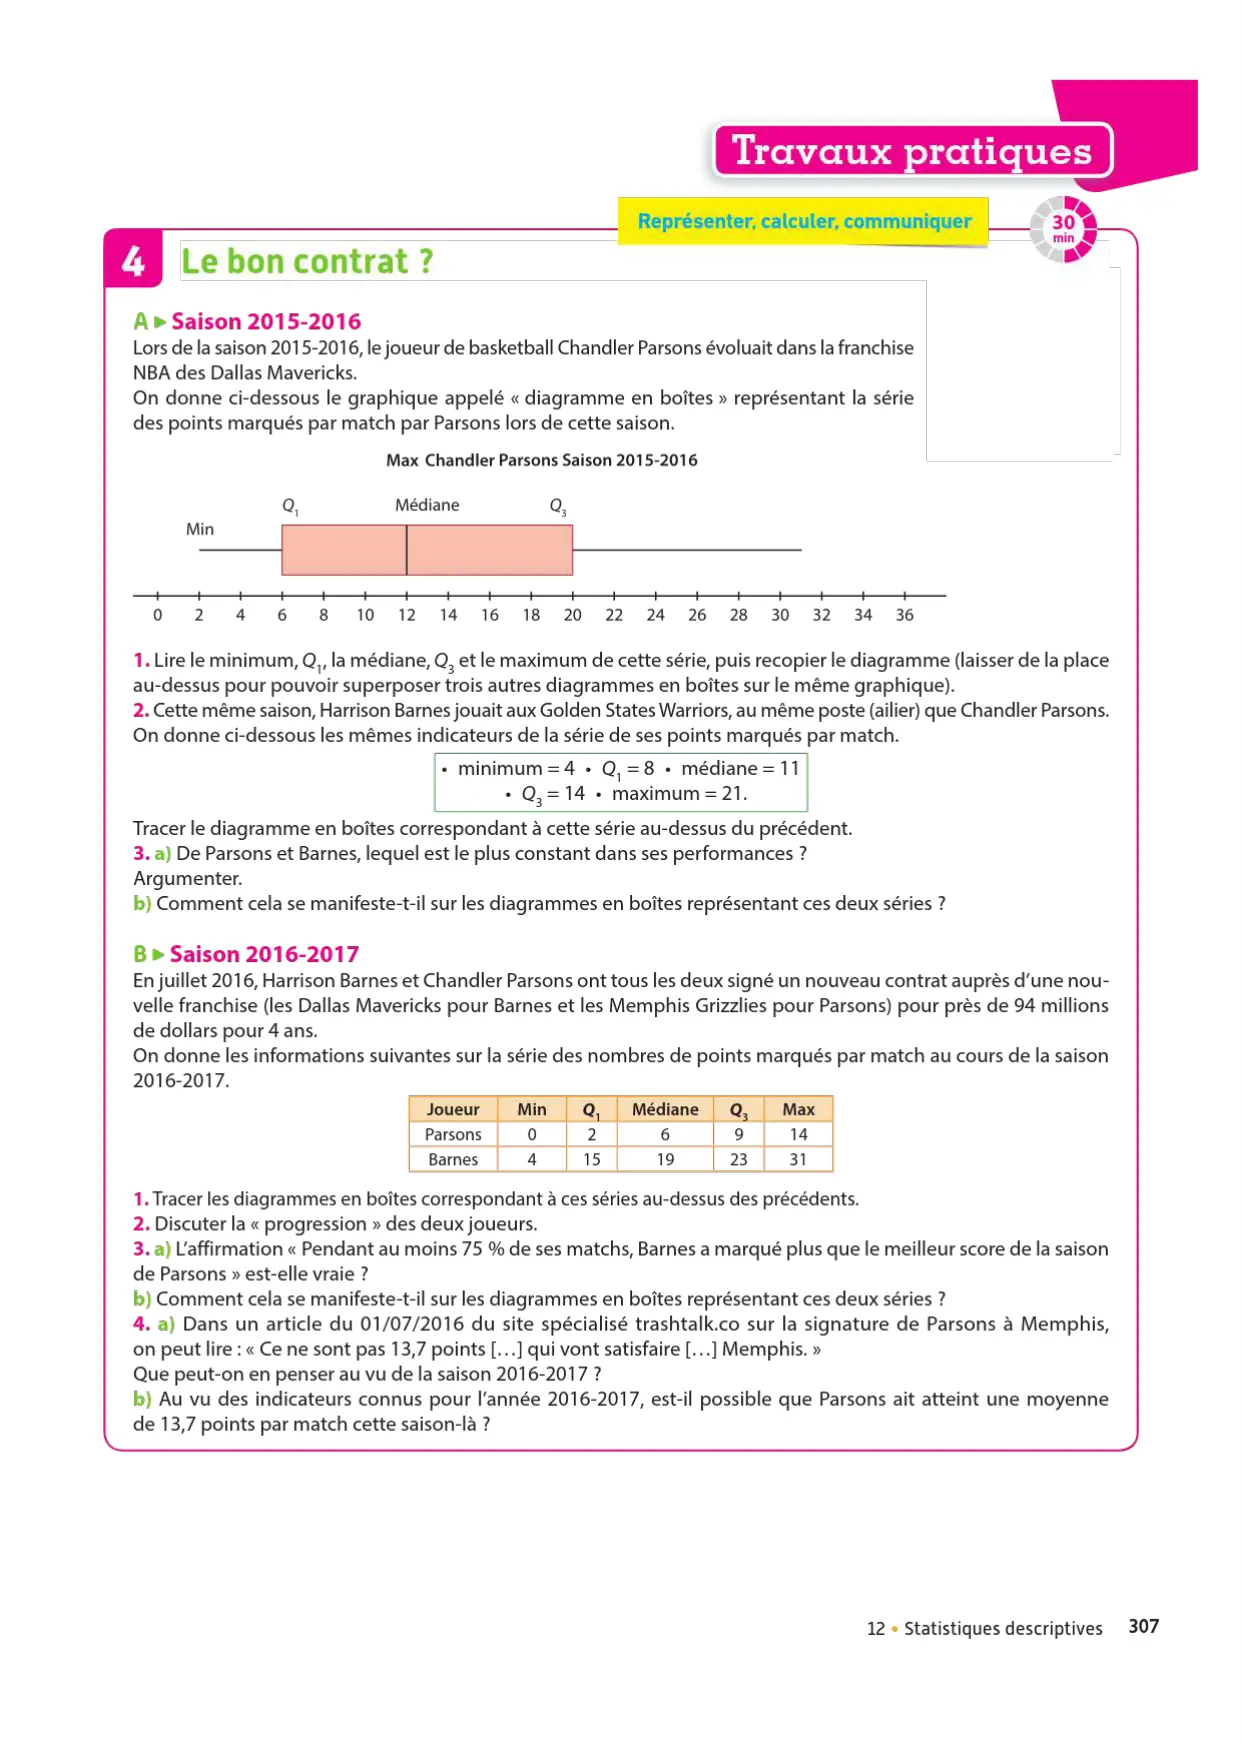 Travaux pratiques
Représenter, calculer, communiquer
30
min
4 Le bon contrat ?
A ▶ Saison 2015-2016
Lors de la saison 2015-2016, le joueur de basketball Chandler Parsons évoluait dans la franchise
NBA des Dallas Mavericks.
On donne ci-dessous le graphique appelé « diagramme en boîtes » représentant la série
des points marqués par match par Parsons lors de cette saison.
Max Chandler Parsons Saison 2015-2016
Q1 Médiane Q3
Min
0 2 4 6 8 10 12 14 16 18 20 22 24 26 28 30 32 34 36
1. Lire le minimum, Q1, la médiane, Q3 et le maximum de cette série, puis recopier le diagramme (laisser de la place
au-dessus pour pouvoir superposer trois autres diagrammes en boîtes sur le même graphique).
2. Cette même saison, Harrison Barnes jouait aux Golden States Warriors, au même poste (ailier) que Chandler Parsons.
On donne ci-dessous les mêmes indicateurs de la série de ses points marqués par match.
• minimum = 4 • Q1 = 8 • médiane = 11
• Q3 = 14 • maximum = 21.
Tracer le diagramme en boîtes correspondant à cette série au-dessus du précédent.
3. a) De Parsons et Barnes, lequel est le plus constant dans ses performances ?
Argumenter.
b) Comment cela se manifeste-t-il sur les diagrammes en boîtes représentant ces deux séries ?
B ▶ Saison 2016-2017
En juillet 2016, Harrison Barnes et Chandler Parsons ont tous les deux signé un nouveau contrat auprès d’une nou-
velle franchise (les Dallas Mavericks pour Barnes et les Memphis Grizzlies pour Parsons) pour près de 94 millions
de dollars pour 4 ans.
On donne les informations suivantes sur la série des nombres de points marqués par match au cours de la saison
2016-2017.
Joueur Min Q1 Médiane Q3 Max
Parsons 0 2 6 9 14
Barnes 4 15 19 23 31
1. Tracer les diagrammes en boîtes correspondant à ces séries au-dessus des précédents.
2. Discuter la « progression » des deux joueurs.
3. a) L’affirmation « Pendant au moins 75 % de ses matchs, Barnes a marqué plus que le meilleur score de la saison
de Parsons » est-elle vraie ?
b) Comment cela se manifeste-t-il sur les diagrammes en boîtes représentant ces deux séries ?
4. a) Dans un article du 01/07/2016 du site spécialisé trashtalk.co sur la signature de Parsons à Memphis,
on peut lire : « Ce ne sont pas 13,7 points […] qui vont satisfaire […] Memphis. »
Que peut-on en penser au vu de la saison 2016-2017 ?
b) Au vu des indicateurs connus pour l’année 2016-2017, est-il possible que Parsons ait atteint une moyenne
de 13,7 points par match cette saison-là ?
12 • Statistiques descriptives 307